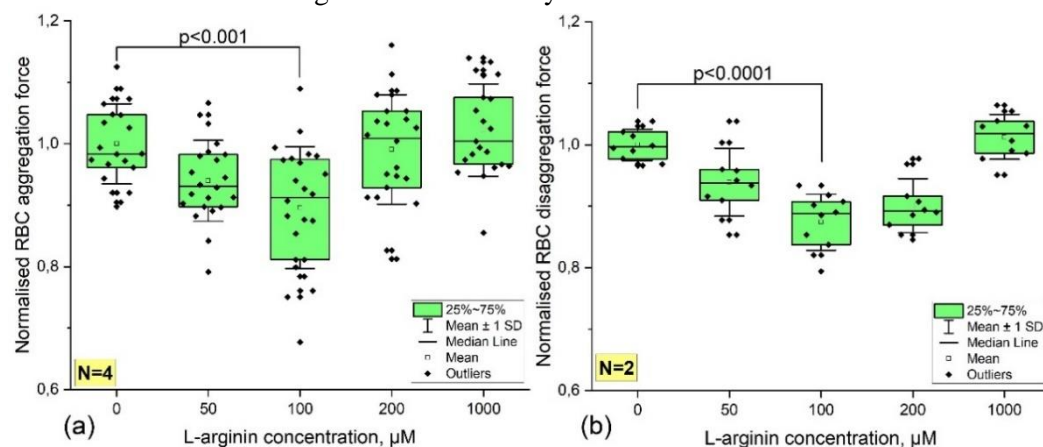 1,2
1,0
0,8
0,6
Normalised RBC aggregation force
p<0.001
25%~75%
Mean ± 1 SD
Median Line
Mean
Outliers
N=4
(a)
0
50
100
200
1000
L-arginin concentration, µM
1,2
1,0
0,8
0,6
Normalised RBC disaggregation force
p<0.0001
25%~75%
Mean ± 1 SD
Median Line
Mean
Outliers
N=2
(b)
0
50
100
200
1000
L-arginin concentration, µM